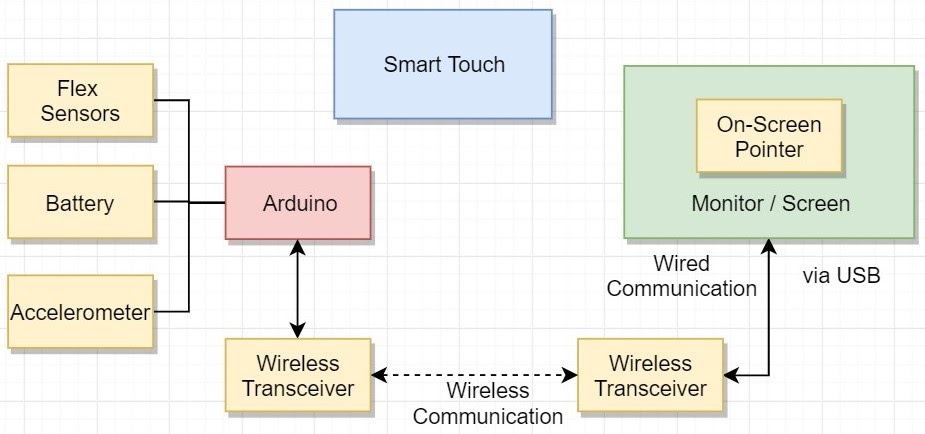 Smart Touch
Flex
Sensors
Battery
Accelerometer
Arduino
On-Screen
Pointer
Monitor / Screen
Wired
Communication
via USB
Wireless
Transceiver
Wireless
Communication
Wireless
Transceiver